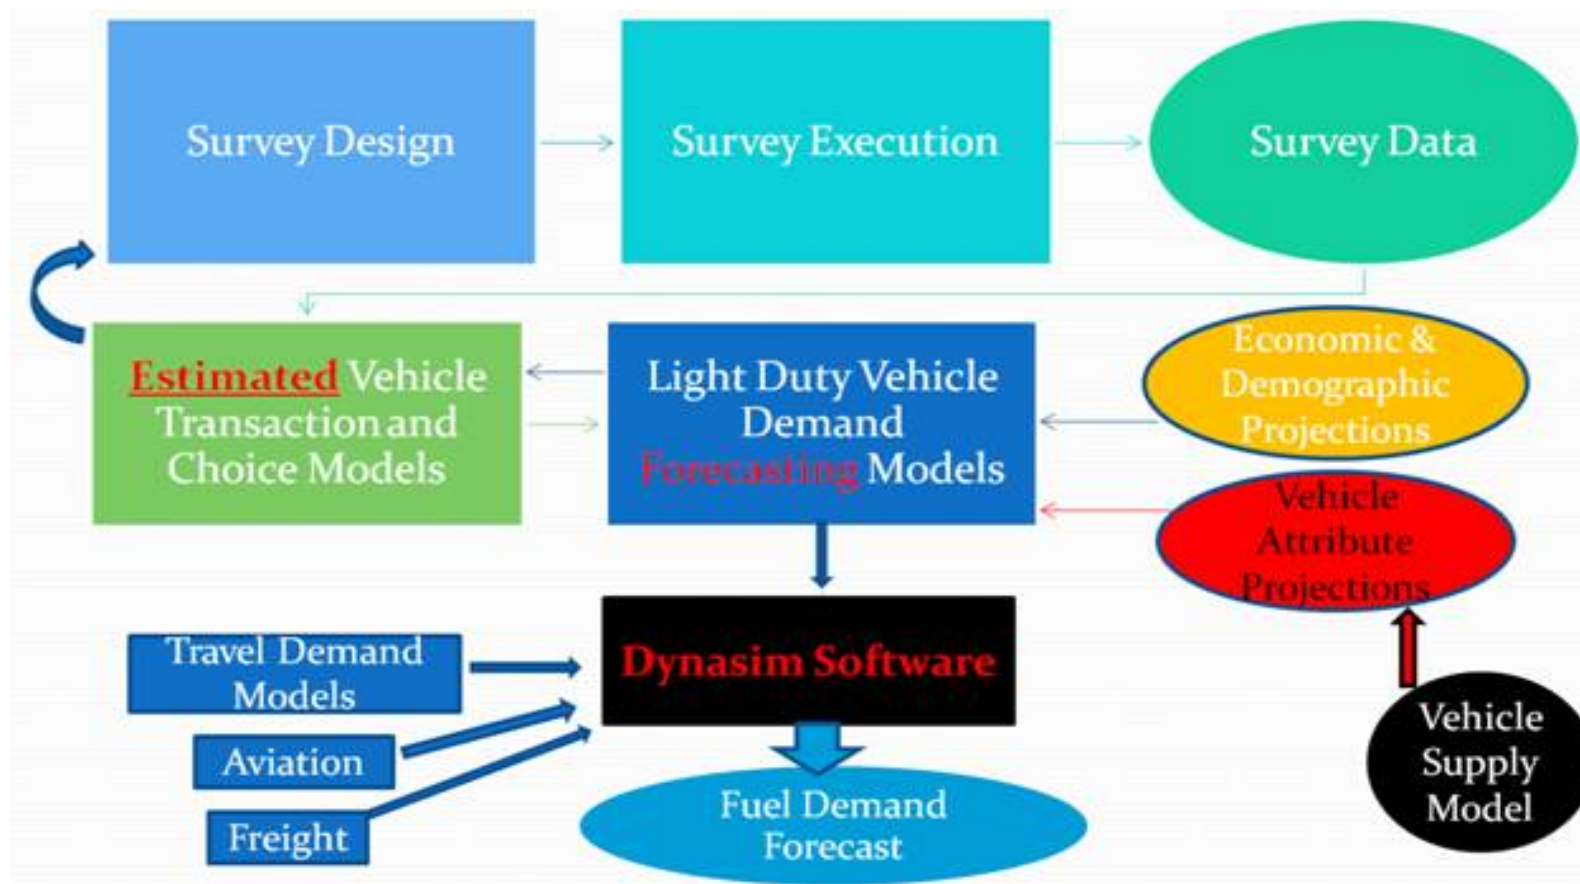 Survey Design
Survey Execution
Survey Data
Estimated Vehicle
Transaction and
Choice Models
Light Duty Vehicle
Demand
Forecasting Models
Economic &
Demographic
Projections
Vehicle
Attribute
Projections
Travel Demand
Models
Dynasim Software
Aviation
Freight
Fuel Demand
Forecast
Vehicle
Supply
Model